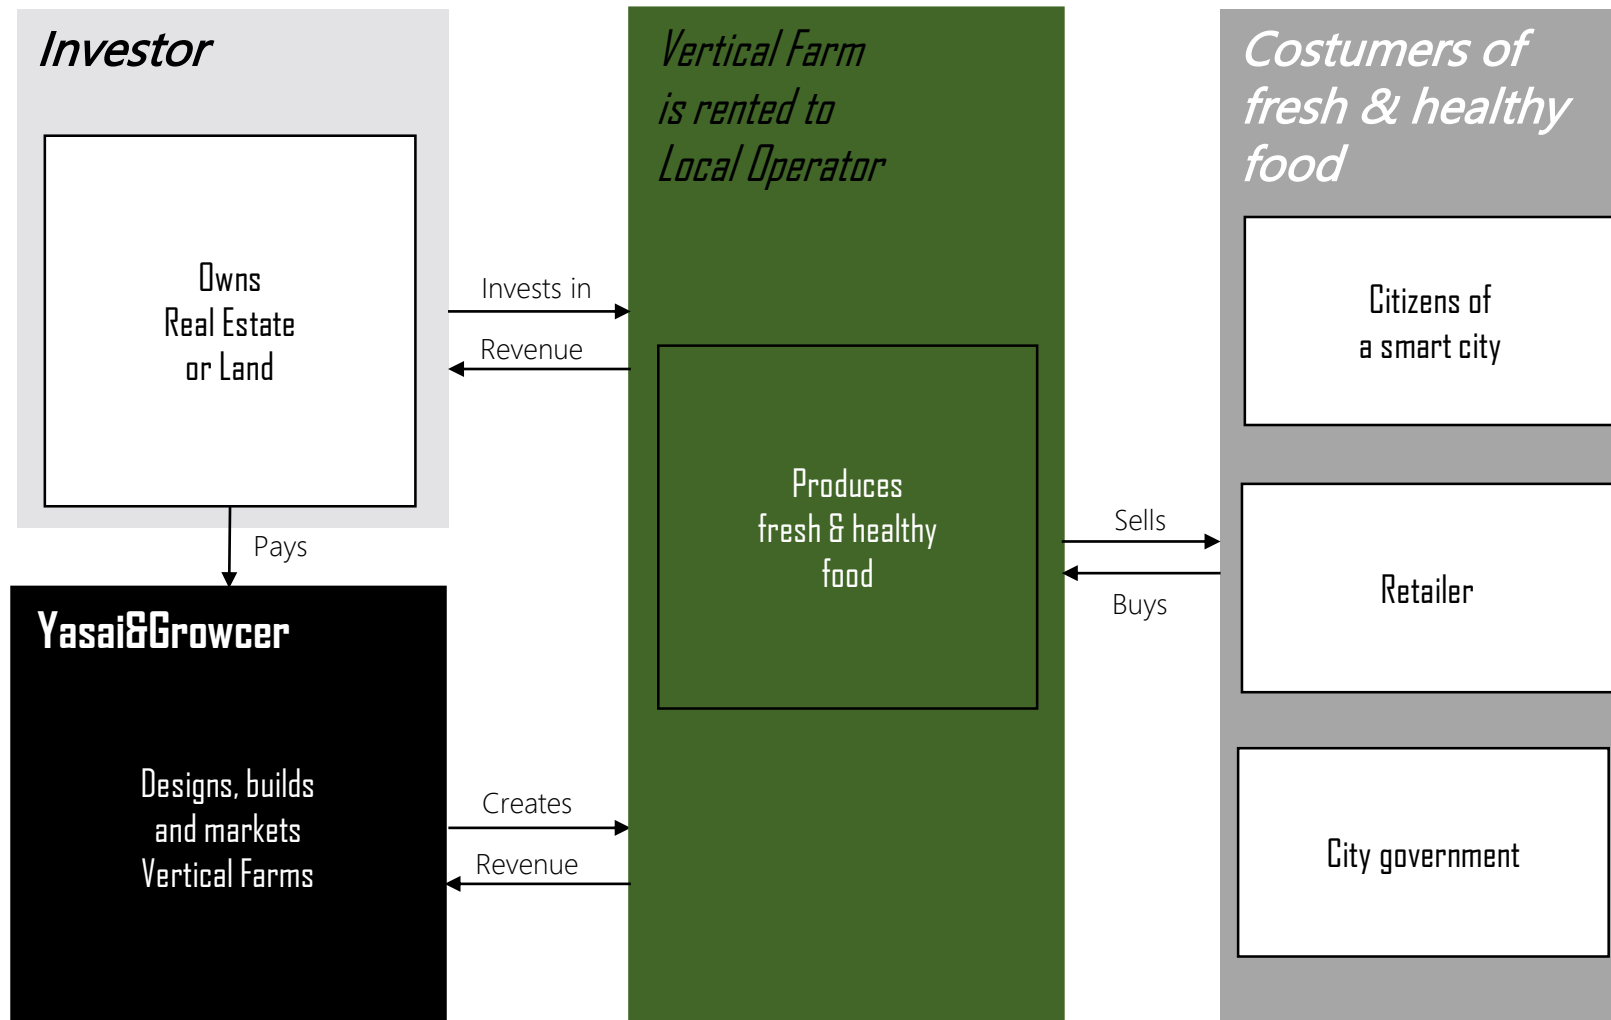 Investor
Owns
Real Estate
or Land
Invests in
Revenue
Pays
Yasai&Growcer
Designs, builds
and markets
Vertical Farms
Creates
Revenue
Vertical Farm
is rented to
Local Operator
Produces
fresh & healthy
food
Sells
Buys
Costumers of
fresh & healthy
food
Citizens of
a smart city
Retailer
City government